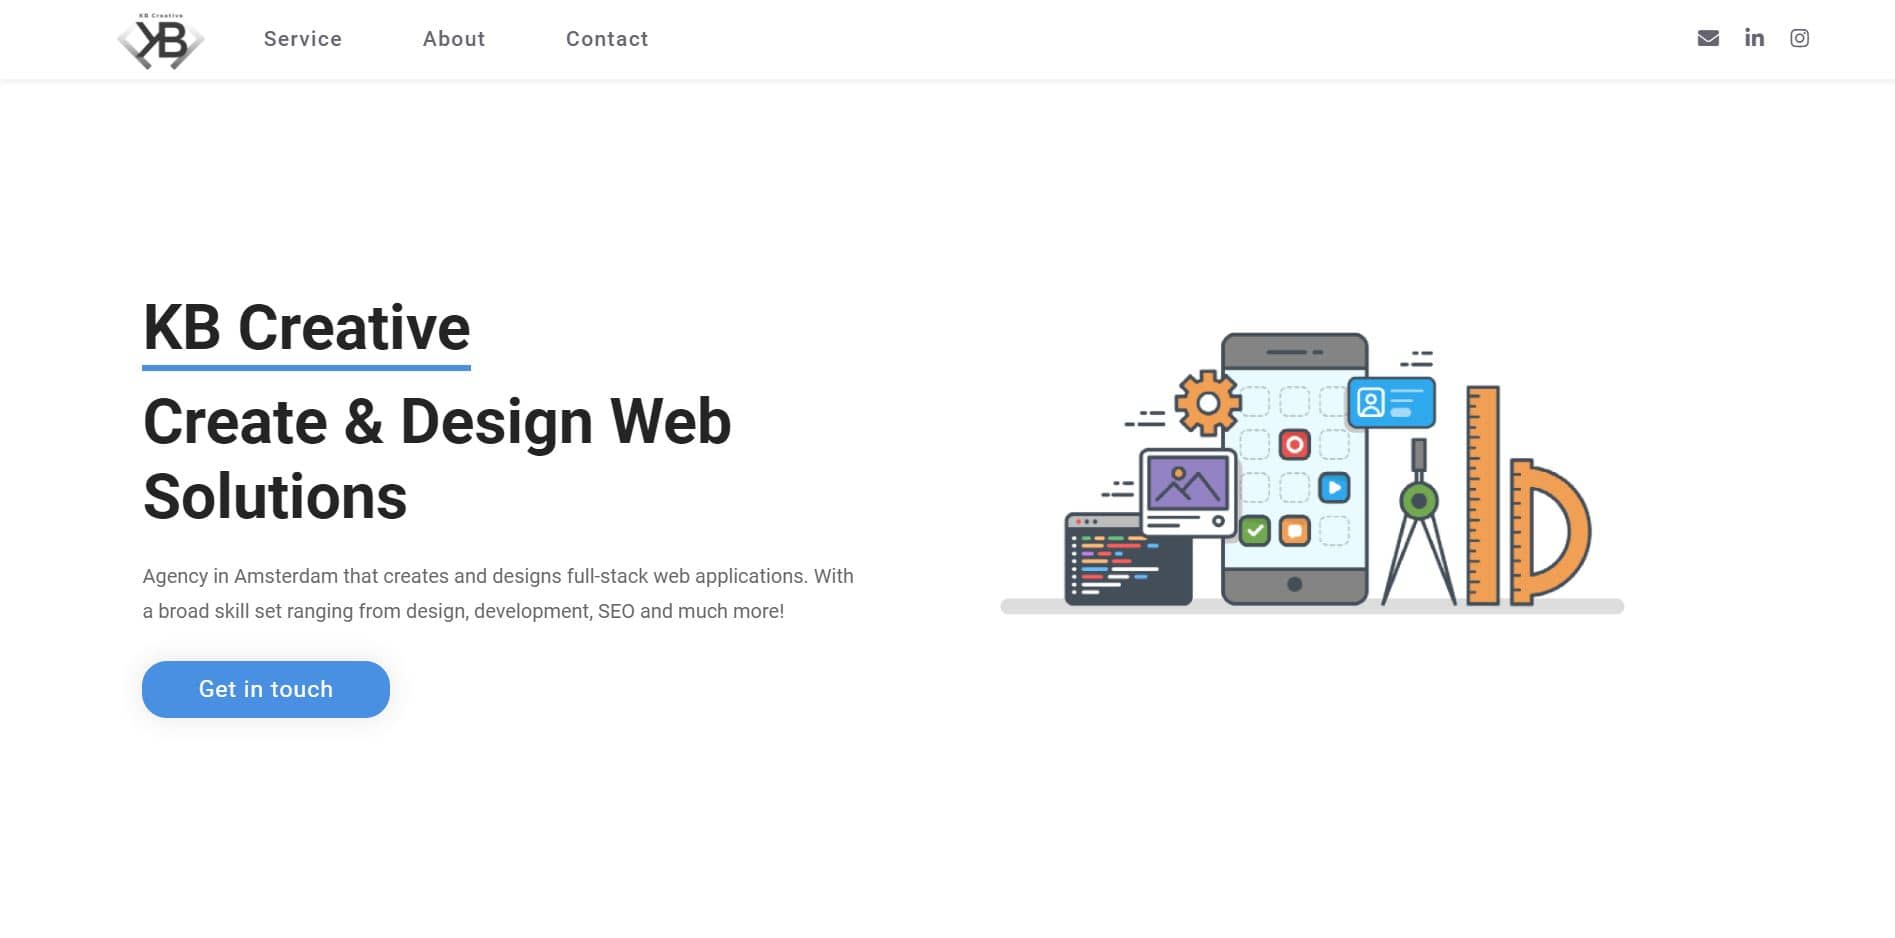 KB Creative
KB
Service
About
Contact
KB Creative
Create & Design Web
Solutions
Agency in Amsterdam that creates and designs full-stack web applications. With
a broad skill set ranging from design, development, SEO and much more!
Get in touch